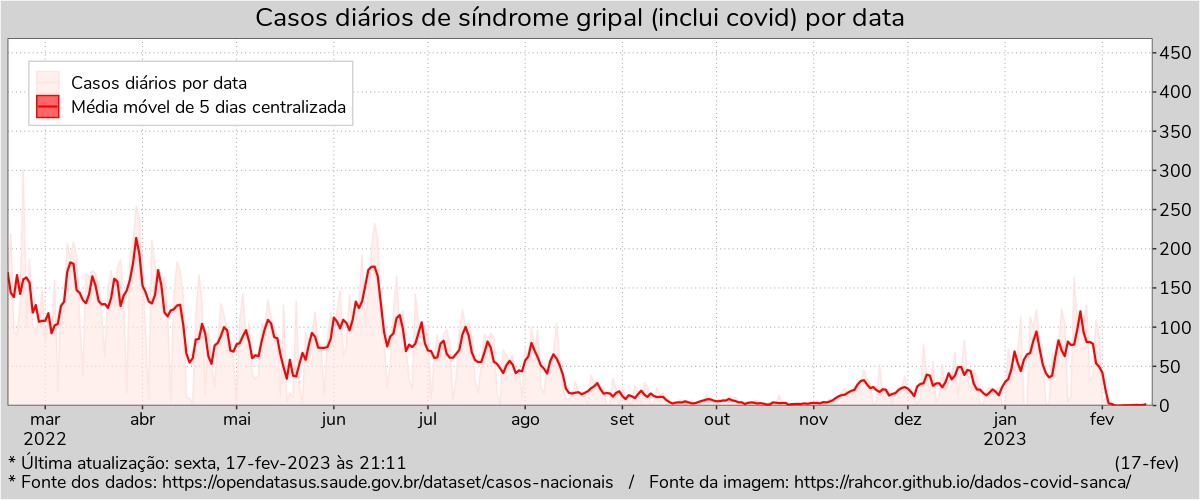 Casos diários de síndrome gripal (inclui covid) por data
Casos diários por data
Média móvel de 5 dias centralizada
450
400
350
300
250
200
150
100
50
0
mar abr mai jun jul ago set out nov dez jan fev
2022 2023
* Última atualização: sexta, 17-fev-2023 às 21:11 (17-fev)
* Fonte dos dados: https://opendatasus.saude.gov.br/dataset/casos-nacionais / Fonte da imagem: https://rahcor.github.io/dados-covid-sanca/